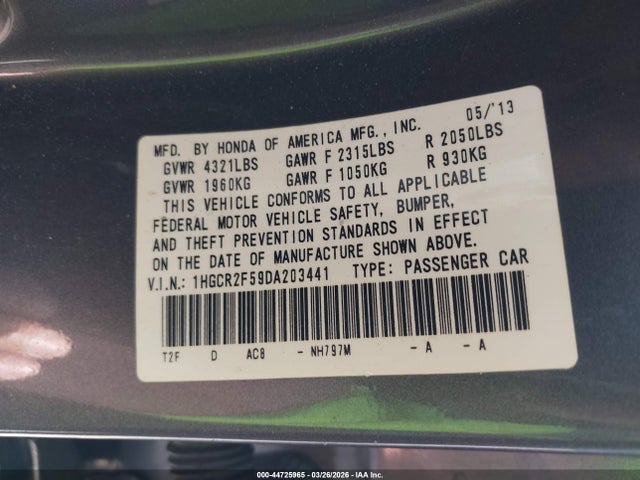 05/'13
MFD. BY HONDA OF AMERICA MFG., INC.
GVWR 4321LBS GAWR F 2315LBS R 2050LBS
GVWR 1960KG GAWR F 1050KG R 930KG
THIS VEHICLE CONFORMS TO ALL APPLICABLE
FEDERAL MOTOR VEHICLE SAFETY, BUMPER,
AND THEFT PREVENTION STANDARDS IN EFFECT
ON THE DATE OF MANUFACTURE SHOWN ABOVE.
V.I.N.: 1HGCR2F59DA203441 TYPE: PASSENGER CAR
T2F D AC8 - NH797M - A - A
000-44725965 | 03/26/2026 | IAA Inc.